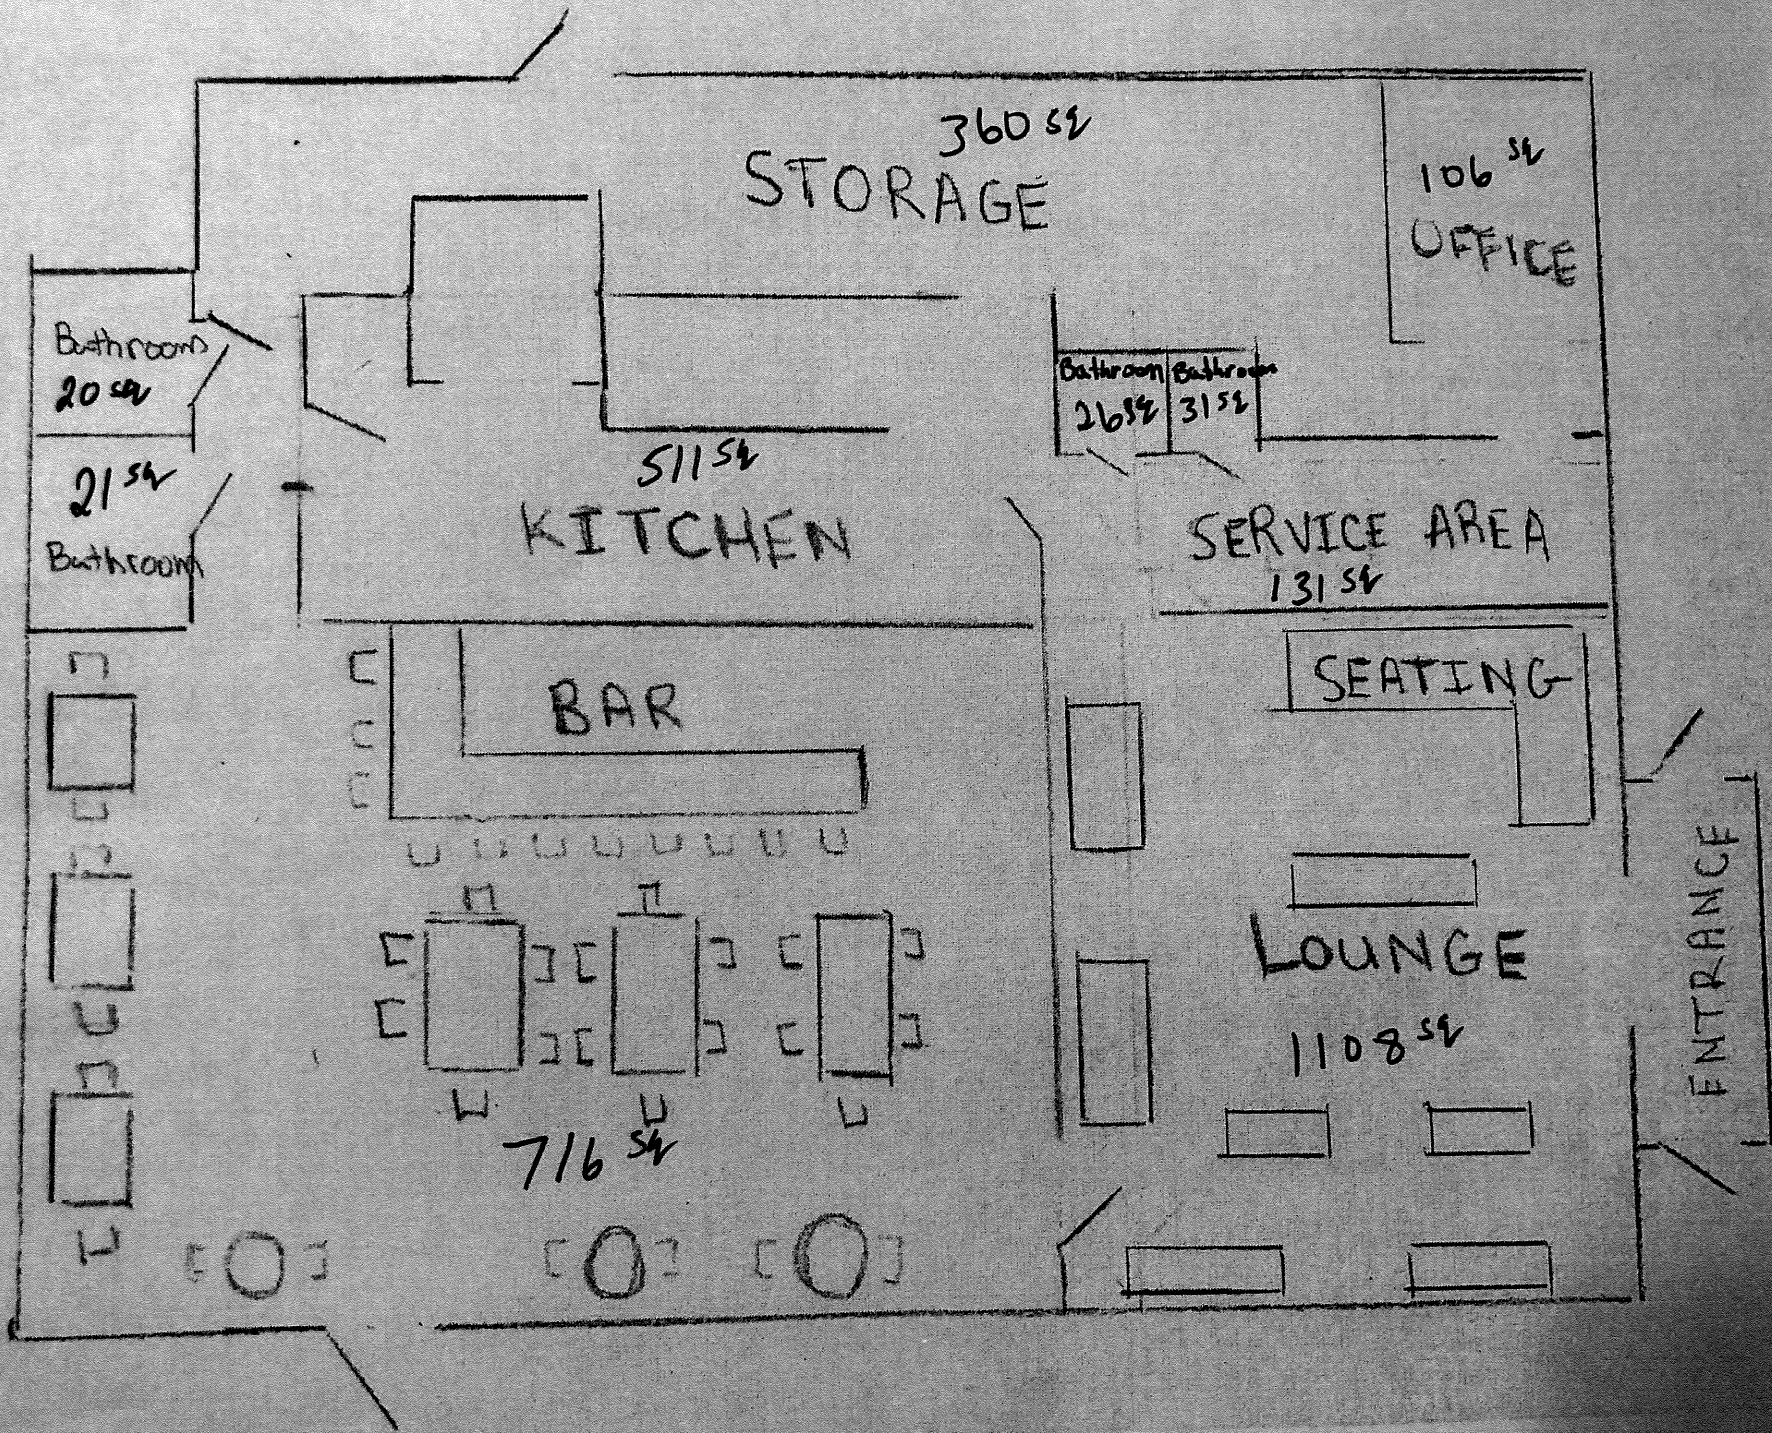 360 sq
STORAGE
106 sq
OFFICE
Bathroom
20 sq
21 sq
Bathroom
Bathroom
26 sq
Bathroom
31 sq
511 sq
KITCHEN
SERVICE AREA
131 sq
BAR
SEATING
LOUNGE
1108 sq
ENTRANCE
716 sq